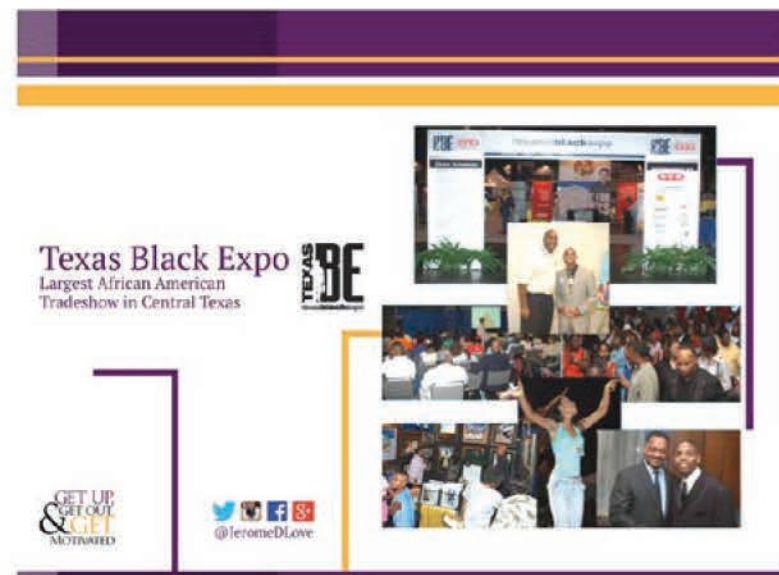 Texas Black Expo
Largest African American
Tradeshow in Central Texas
TEXAS
BE
GET UP,
GET OUT,
& GET
MOTIVATED
@JeromeDLove